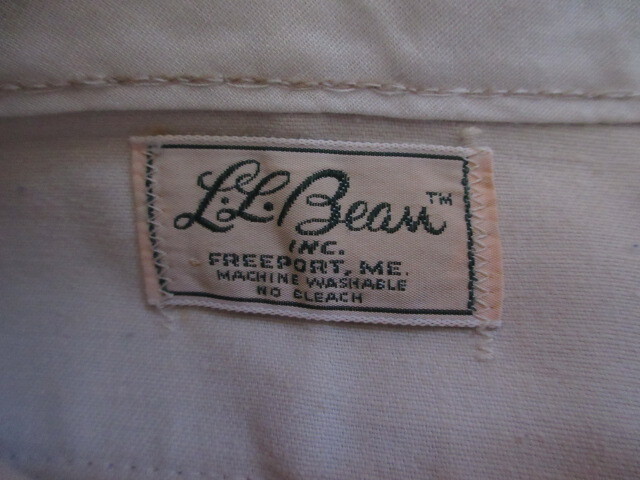 L.L.Bean™
INC.
FREEPORT, ME.
MACHINE WASHABLE
NO BLEACH